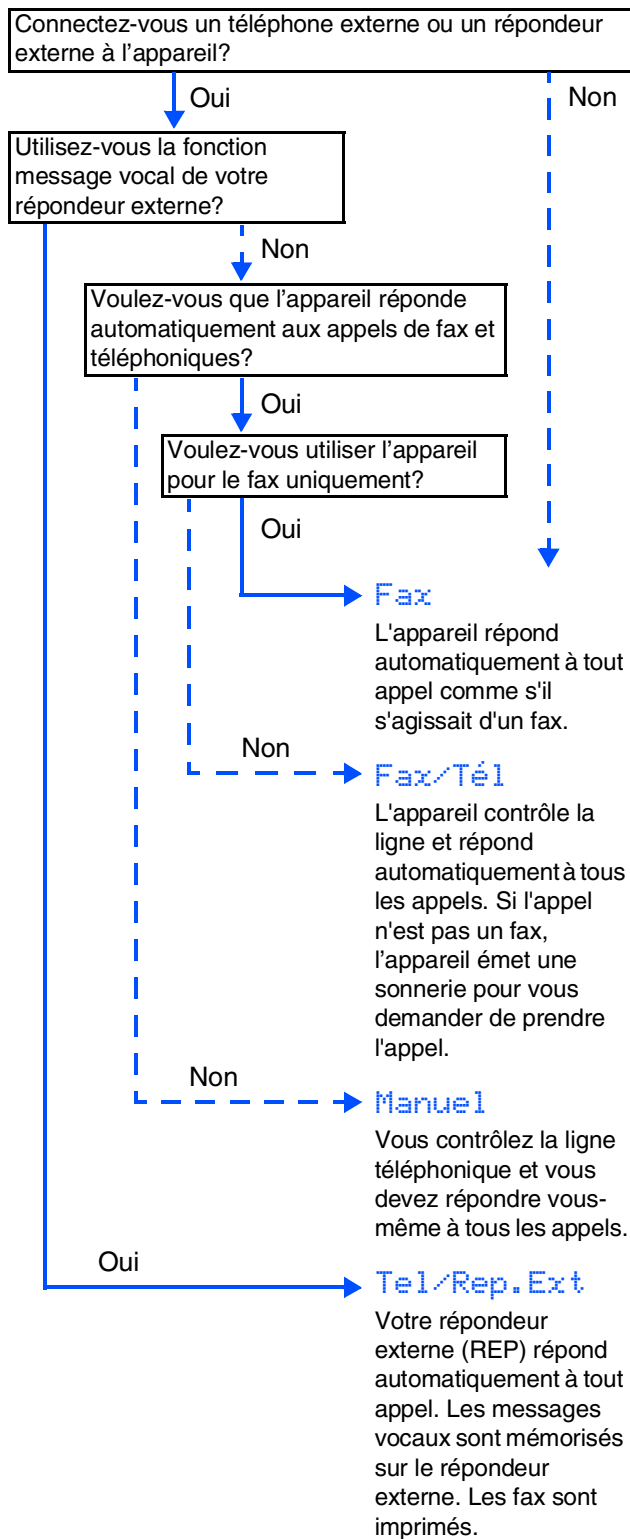 Connectez-vous un téléphone externe ou un répondeur
externe à l’appareil?
Oui
Non
Utilisez-vous la fonction
message vocal de votre
répondeur externe?
Non
Voulez-vous que l’appareil réponde
automatiquement aux appels de fax et
téléphoniques?
Oui
Voulez-vous utiliser l’appareil
pour le fax uniquement?
Oui
Fax
L'appareil répond
automatiquement à tout
appel comme s'il
s'agissait d'un fax.
Non
Fax/Tél
L'appareil contrôle la
ligne et répond
automatiquement à tous
les appels. Si l'appel
n'est pas un fax,
l’appareil émet une
sonnerie pour vous
demander de prendre
l'appel.
Non
Manuel
Vous contrôlez la ligne
téléphonique et vous
devez répondre vous-
même à tous les appels.
Oui
Tel/Rep.Ext
Votre répondeur
externe (REP) répond
automatiquement à tout
appel. Les messages
vocaux sont mémorisés
sur le répondeur
externe. Les fax sont
imprimés.